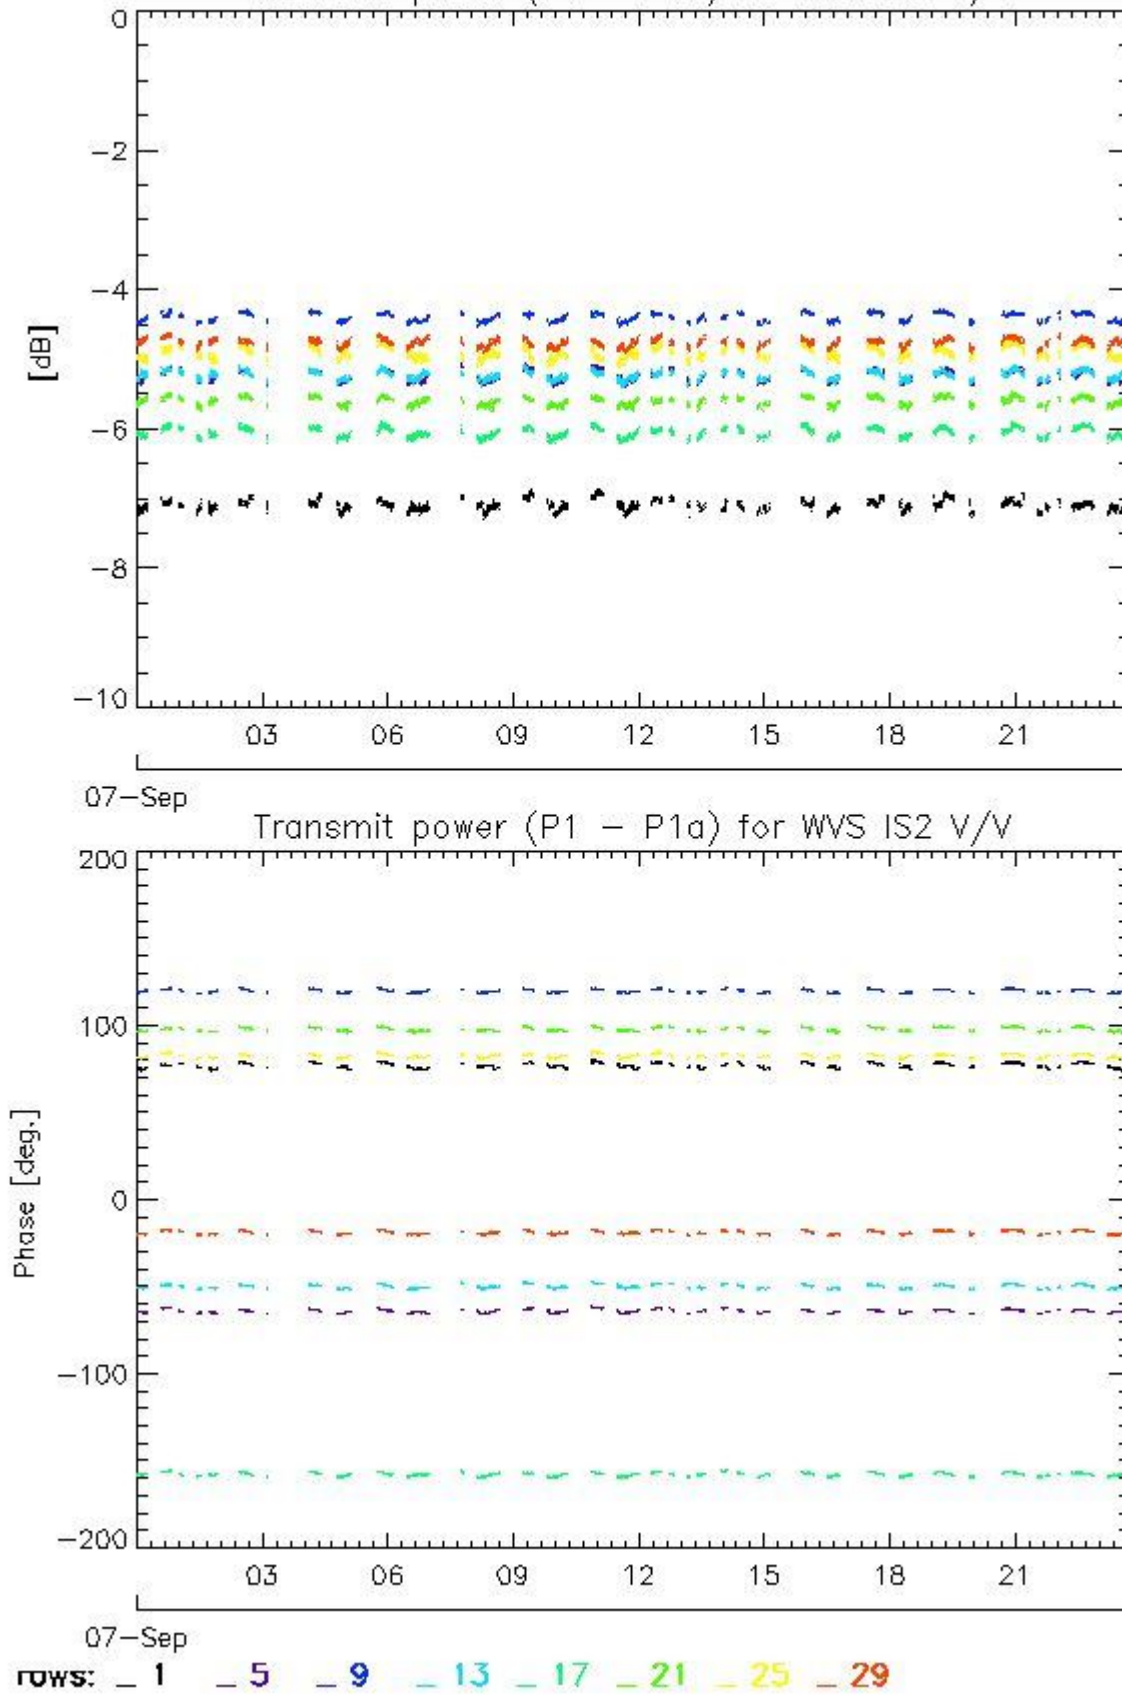 0
-2
-4
[dB]
-6
-8
-10
03 06 09 12 15 18 21
07-Sep
Transmit power (P1 - P1a) for WVS IS2 V/V
200
100
0
Phase [deg.]
-100
-200
03 06 09 12 15 18 21
07-Sep
rows: _ 1 _ 5 _ 9 _ 13 _ 17 _ 21 _ 25 _ 29